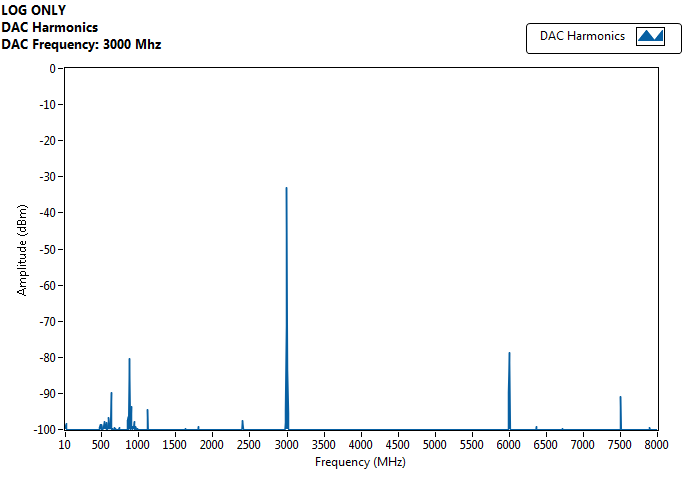 LOG ONLY
DAC Harmonics
DAC Frequency: 3000 Mhz
DAC Harmonics
0
-10
-20
-30
-40
-50
-60
-70
-80
-90
-100
Amplitude (dBm)
10 500 1000 1500 2000 2500 3000 3500 4000 4500 5000 5500 6000 6500 7000 7500 8000
Frequency (MHz)